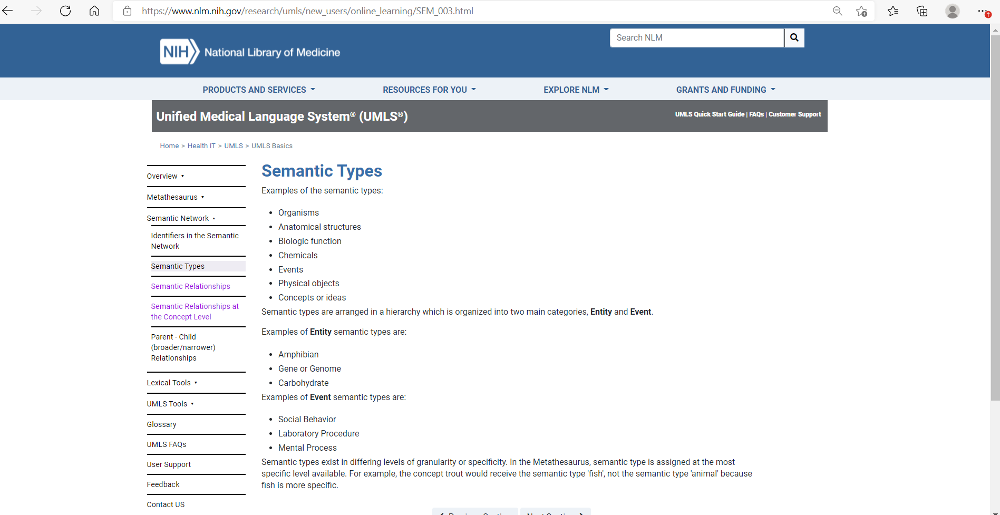 https://www.nlm.nih.gov/research/umls/new_users/online_learning/SEM_003.html
Search NLM
NIH National Library of Medicine
PRODUCTS AND SERVICES
RESOURCES FOR YOU
EXPLORE NLM
GRANTS AND FUNDING
Unified Medical Language System® (UMLS®)
UMLS Quick Start Guide | FAQs | Customer Support
Home > Health IT > UMLS > UMLS Basics
Overview
Metathesaurus
Semantic Network
Identifiers in the Semantic
Network
Semantic Types
Semantic Relationships
Semantic Relationships at
the Concept Level
Parent - Child
(broader/narrower)
Relationships
Lexical Tools
UMLS Tools
Glossary
UMLS FAQs
User Support
Feedback
Contact US
Semantic Types
Examples of the semantic types:
• Organisms
• Anatomical structures
• Biologic function
• Chemicals
• Events
• Physical objects
• Concepts or ideas
Semantic types are arranged in a hierarchy which is organized into two main categories, Entity and Event.
Examples of Entity semantic types are:
• Amphibian
• Gene or Genome
• Carbohydrate
Examples of Event semantic types are:
• Social Behavior
• Laboratory Procedure
• Mental Process
Semantic types exist in differing levels of granularity or specificity. In the Metathesaurus, semantic type is assigned at the most
specific level available. For example, the concept trout would receive the semantic type 'fish', not the semantic type 'animal' because
fish is more specific.